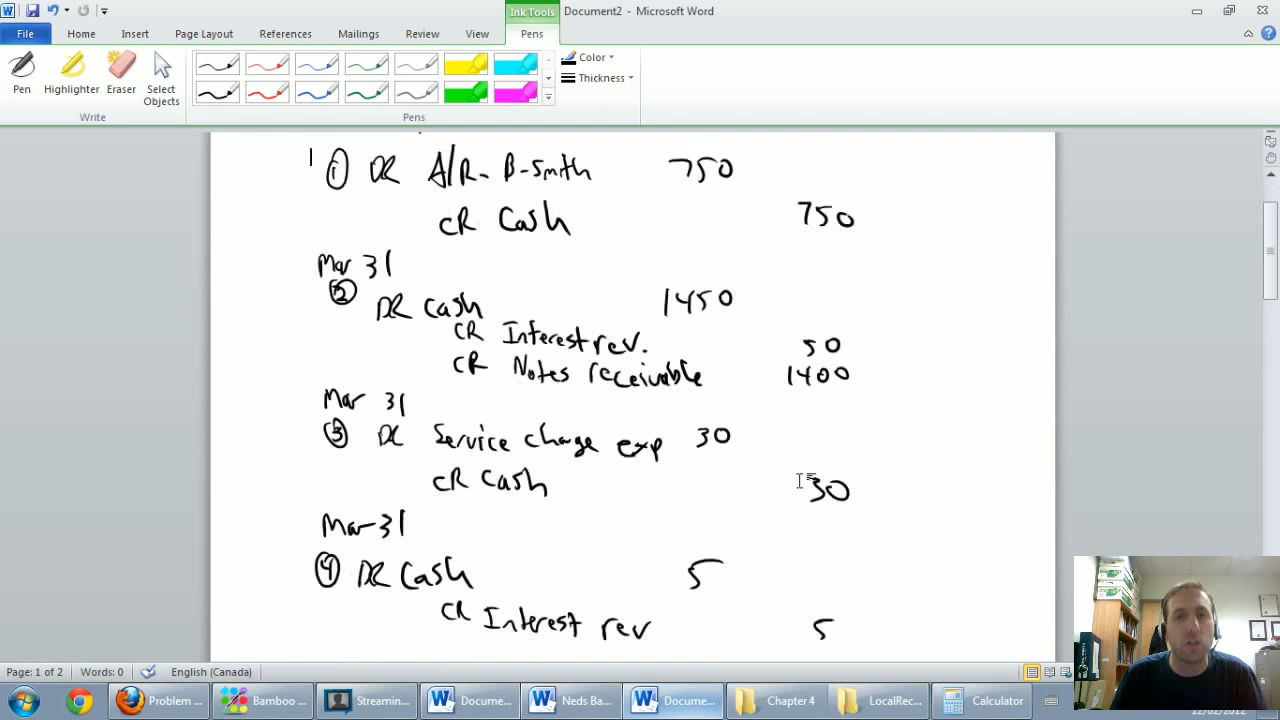 Ink Tools
Document2 - Microsoft Word
File Home Insert Page Layout References Mailings Review View Pens
Color
Thickness
Pen Highlighter Eraser Select Objects
Write Pens
1 ① DR A/R - B-Smith 750
CR Cash 750
Mar 31
② DR Cash 1450
CR Interest rev. 50
CR Notes receivable 1400
Mar 31
③ DR Service charge exp 30
CR Cash 30
Mar 31
④ DR Cash 5
CR Interest rev 5
Page: 1 of 2 Words: 0 English (Canada)
Problem ... Bamboo ... Streamin... Docume... Neds Ba... Docume... Chapter 4 LocalRec... Calculator
12/02/2012